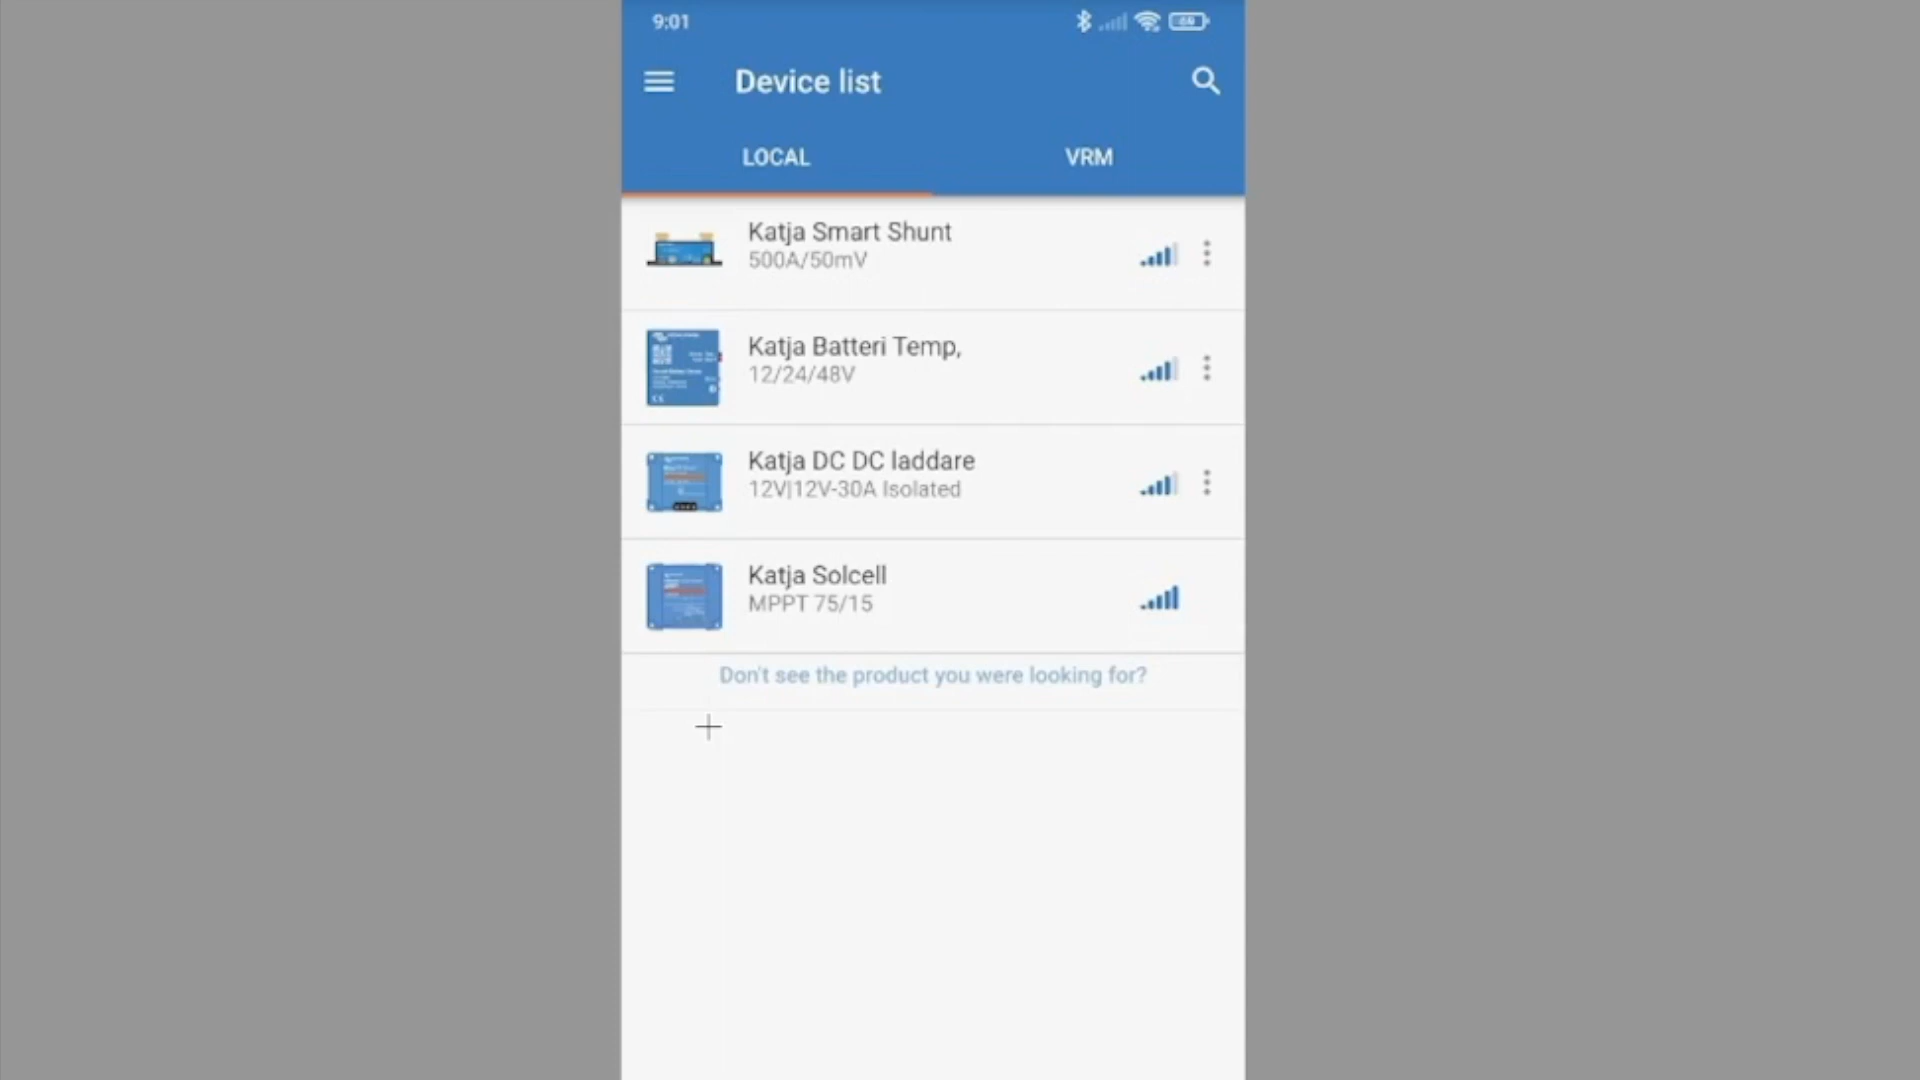 9:01
69
Device list
LOCAL
VRM
Katja Smart Shunt
500A/50mV
Katja Batteri Temp,
12/24/48V
Katja DC DC laddare
12V|12V-30A Isolated
Katja Solcell
MPPT 75/15
Don't see the product you were looking for?